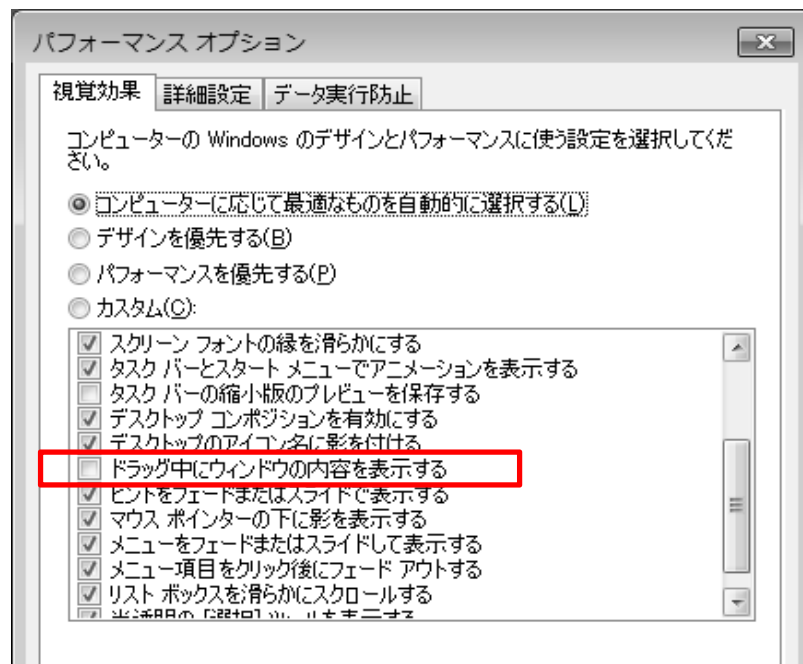 パフォーマンス オプション
視覚効果 詳細設定 データ実行防止
コンピューターの Windows のデザインとパフォーマンスに使う設定を選択してくだ
さい。
コンピューターに応じて最適なものを自動的に選択する(L)
デザインを優先する(B)
パフォーマンスを優先する(P)
カスタム(C):
スクリーン フォントの縁を滑らかにする
タスク バーとスタート メニューでアニメーションを表示する
タスク バーの縮小版のプレビューを保存する
デスクトップ コンポジションを有効にする
デスクトップのアイコン名に影を付ける
ドラッグ中にウィンドウの内容を表示する
ヒントをフェードまたはスライドで表示する
マウス ポインターの下に影を表示する
メニューをフェードまたはスライドして表示する
メニュー項目をクリック後にフェード アウトする
リスト ボックスを滑らかにスクロールする
半透明の [選択] ツールを表示する